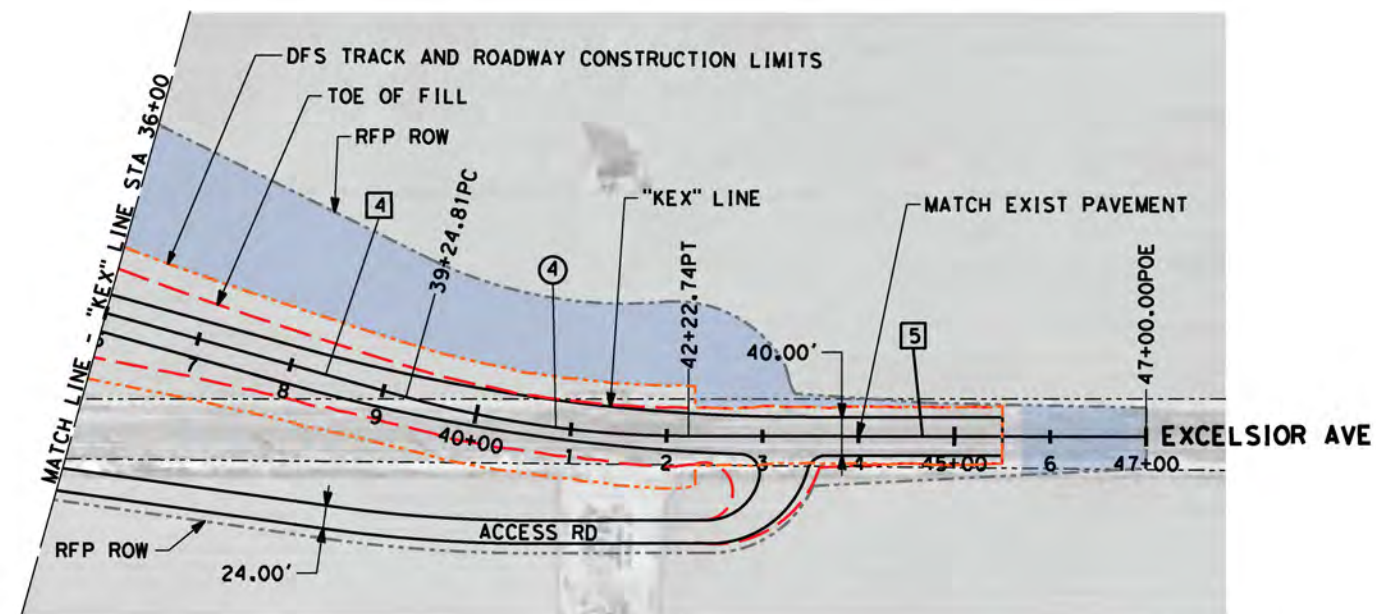 DFS TRACK AND ROADWAY CONSTRUCTION LIMITS
TOE OF FILL
RFP ROW
MATCH LINE - "KEX" LINE STA 36+00
4
39+24.81PC
"KEX" LINE
4
42+22.74PT
MATCH EXIST PAVEMENT
40.00'
5
47+00.00POE
7
8
9
40+00
1
2
3
4
45+00
6
47+00
EXCELSIOR AVE
ACCESS RD
RFP ROW
24.00'